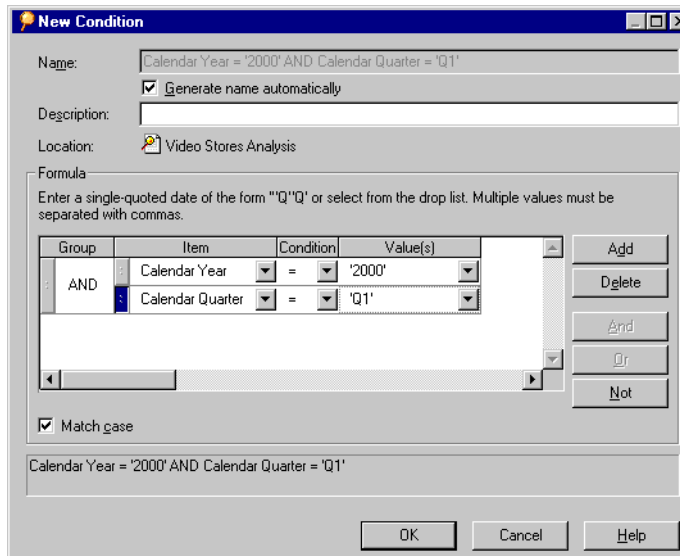 New Condition
Name: Calendar Year = '2000' AND Calendar Quarter = 'Q1'
Generate name automatically
Description:
Location: Video Stores Analysis
Formula
Enter a single-quoted date of the form "'Q"Q' or select from the drop list. Multiple values must be
separated with commas.
Group Item Condition Value(s)
AND Calendar Year = '2000'
Calendar Quarter = 'Q1'
Add
Delete
And
Or
Not
Match case
Calendar Year = '2000' AND Calendar Quarter = 'Q1'
OK Cancel Help